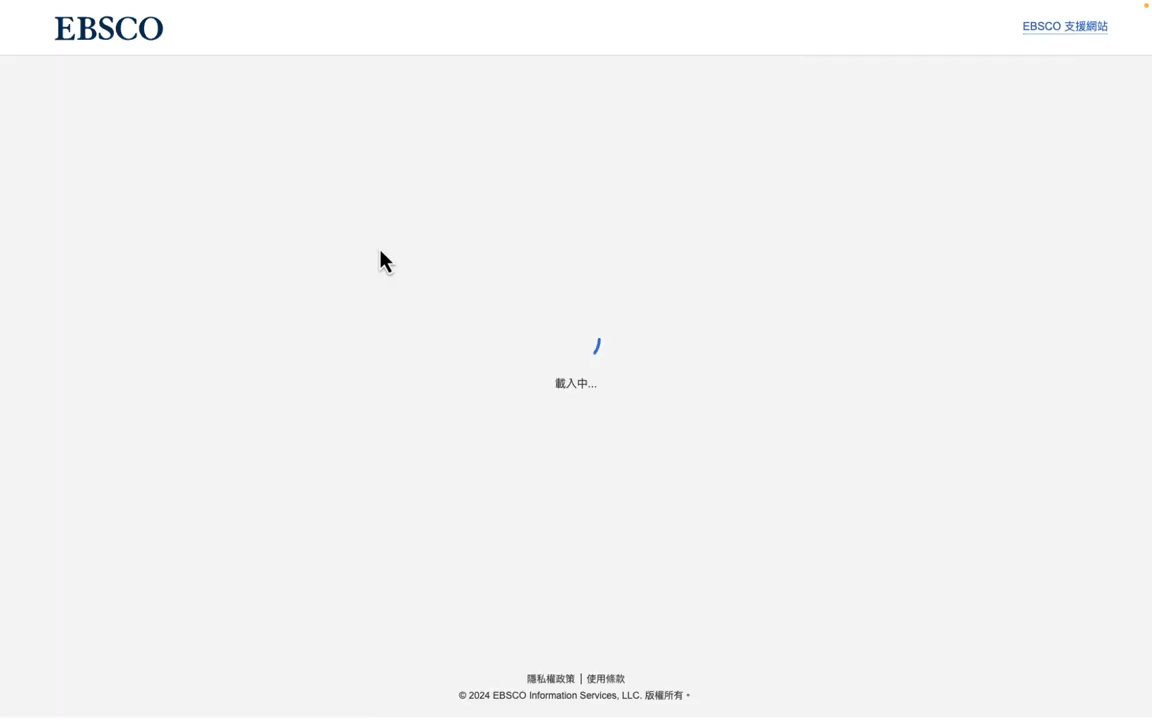 EBSCO
EBSCO 支援網站
載入中...
隱私權政策 | 使用條款
© 2024 EBSCO Information Services, LLC. 版權所有。